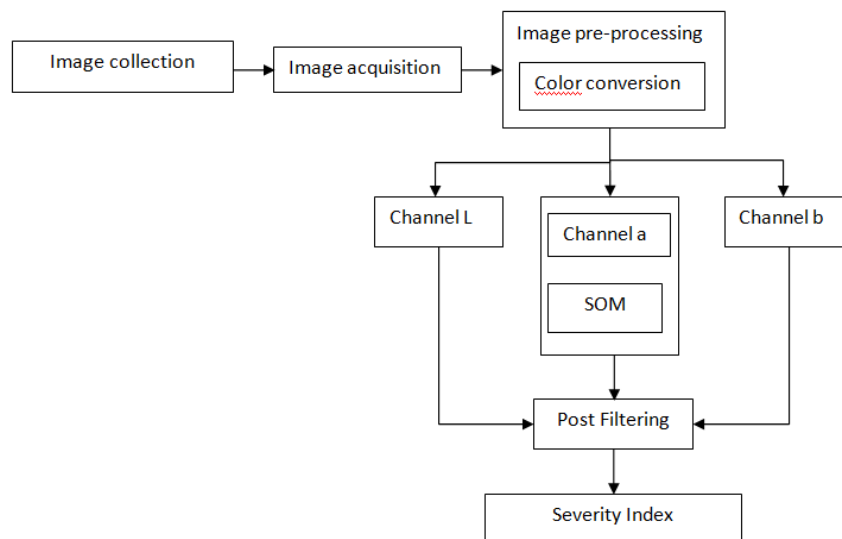 Image collection
Image acquisition
Image pre-processing
Color conversion
Channel L
Channel a
SOM
Channel b
Post Filtering
Severity Index